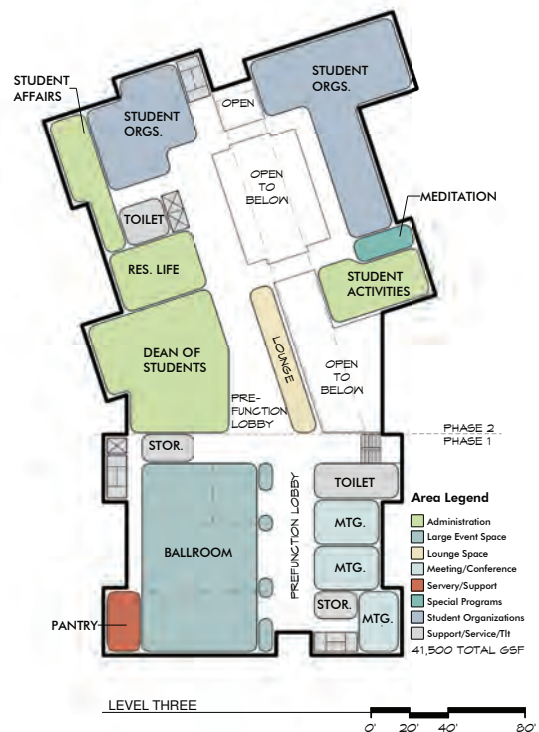 STUDENT
AFFAIRS
STUDENT
ORGS.
OPEN
STUDENT
ORGS.
OPEN
TO
BELOW
MEDITATION
TOILET
RES. LIFE
STUDENT
ACTIVITIES
DEAN OF
STUDENTS
LOUNGE
OPEN
TO
BELOW
PRE-
FUNCTION
LOBBY
PHASE 2
PHASE 1
STOR.
TOILET
BALLROOM
PREFUNCTION LOBBY
MTG.
MTG.
STOR.
MTG.
PANTRY
Area Legend
Administration
Large Event Space
Lounge Space
Meeting/Conference
Servery/Support
Special Programs
Student Organizations
Support/Service/Tlt
41,500 TOTAL GSF
LEVEL THREE
0' 20' 40' 80'